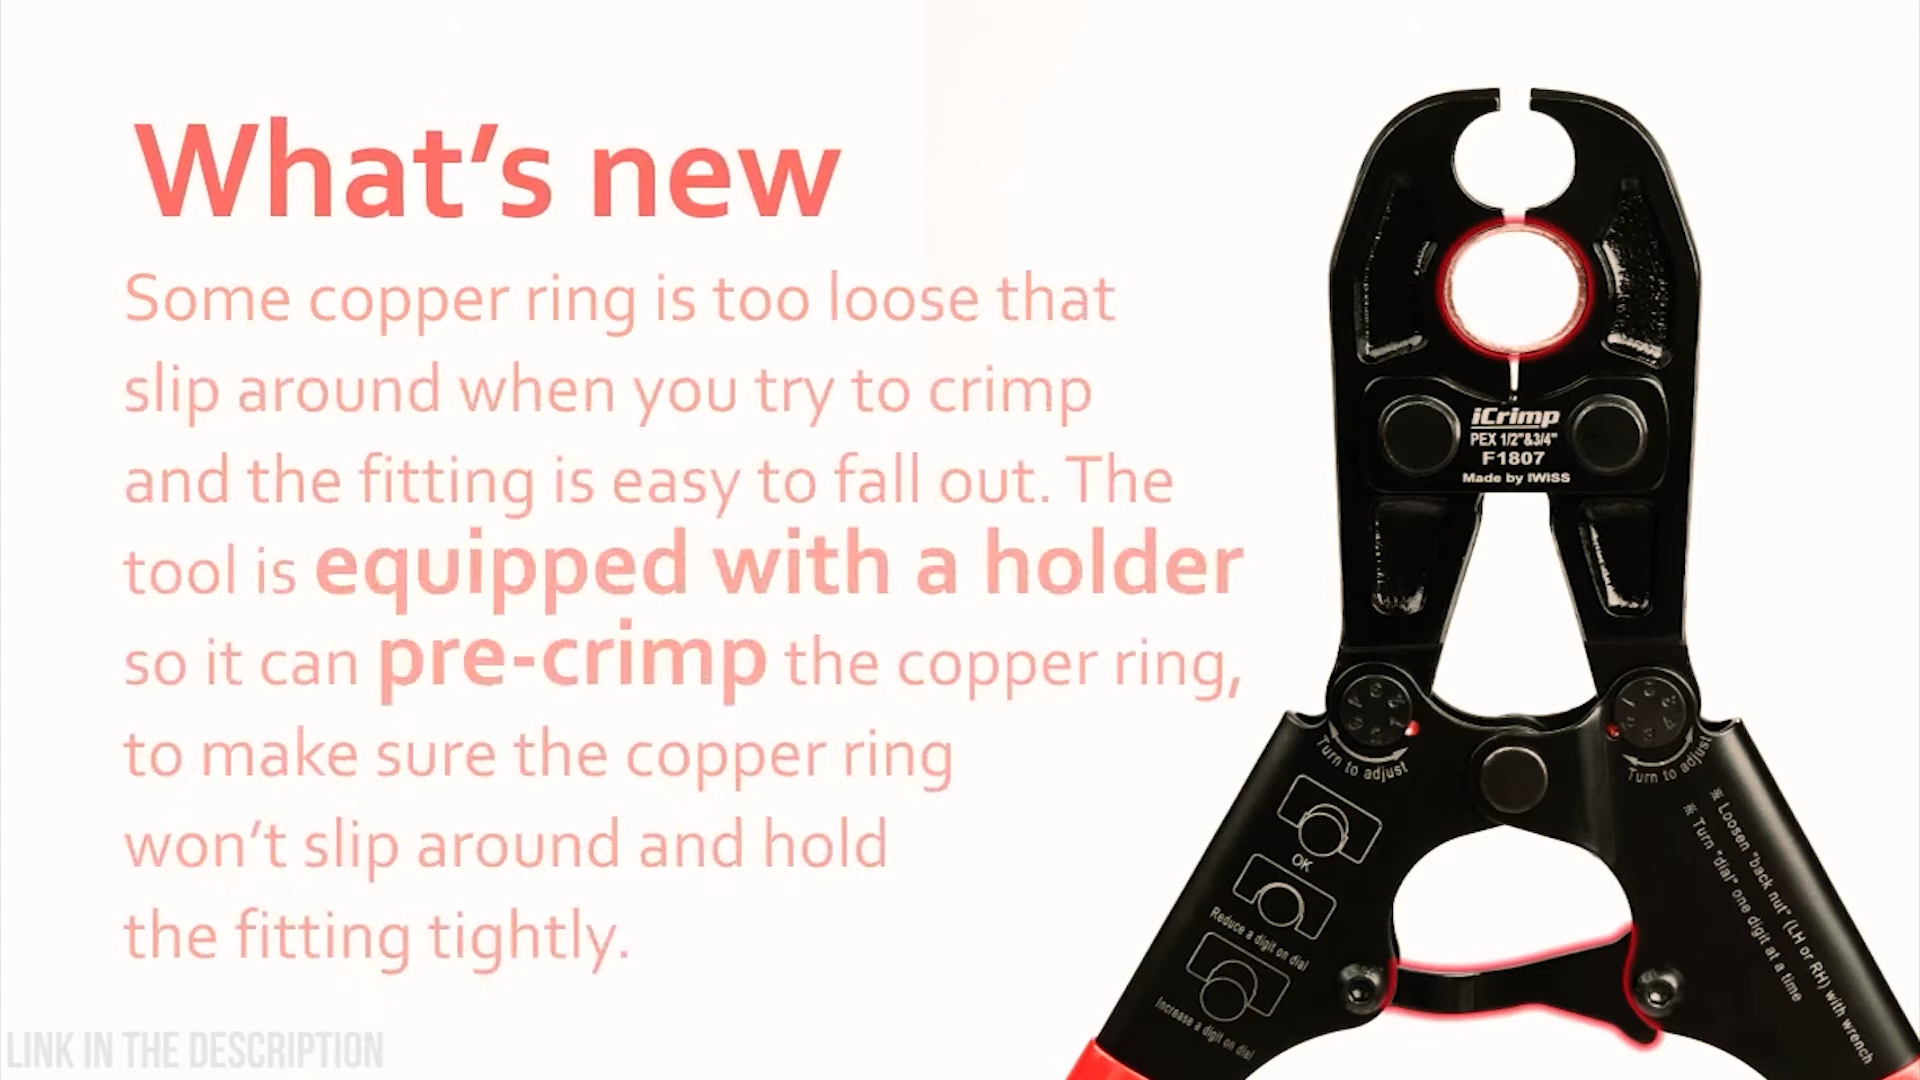 What's new
Some copper ring is too loose that
slip around when you try to crimp
and the fitting is easy to fall out. The
tool is equipped with a holder
so it can pre-crimp the copper ring,
to make sure the copper ring
won't slip around and hold
the fitting tightly.
iCrimp
PEX 1/2"&3/4"
F1807
Made by IWISS
Turn to adjust
Turn to adjust
OK
Reduce a digit on dial
Increase a digit on dial
※ Loosen "back nut" (LH or RH) with wrench
※ Turn "dial" one digit at a time
LINK IN THE DESCRIPTION